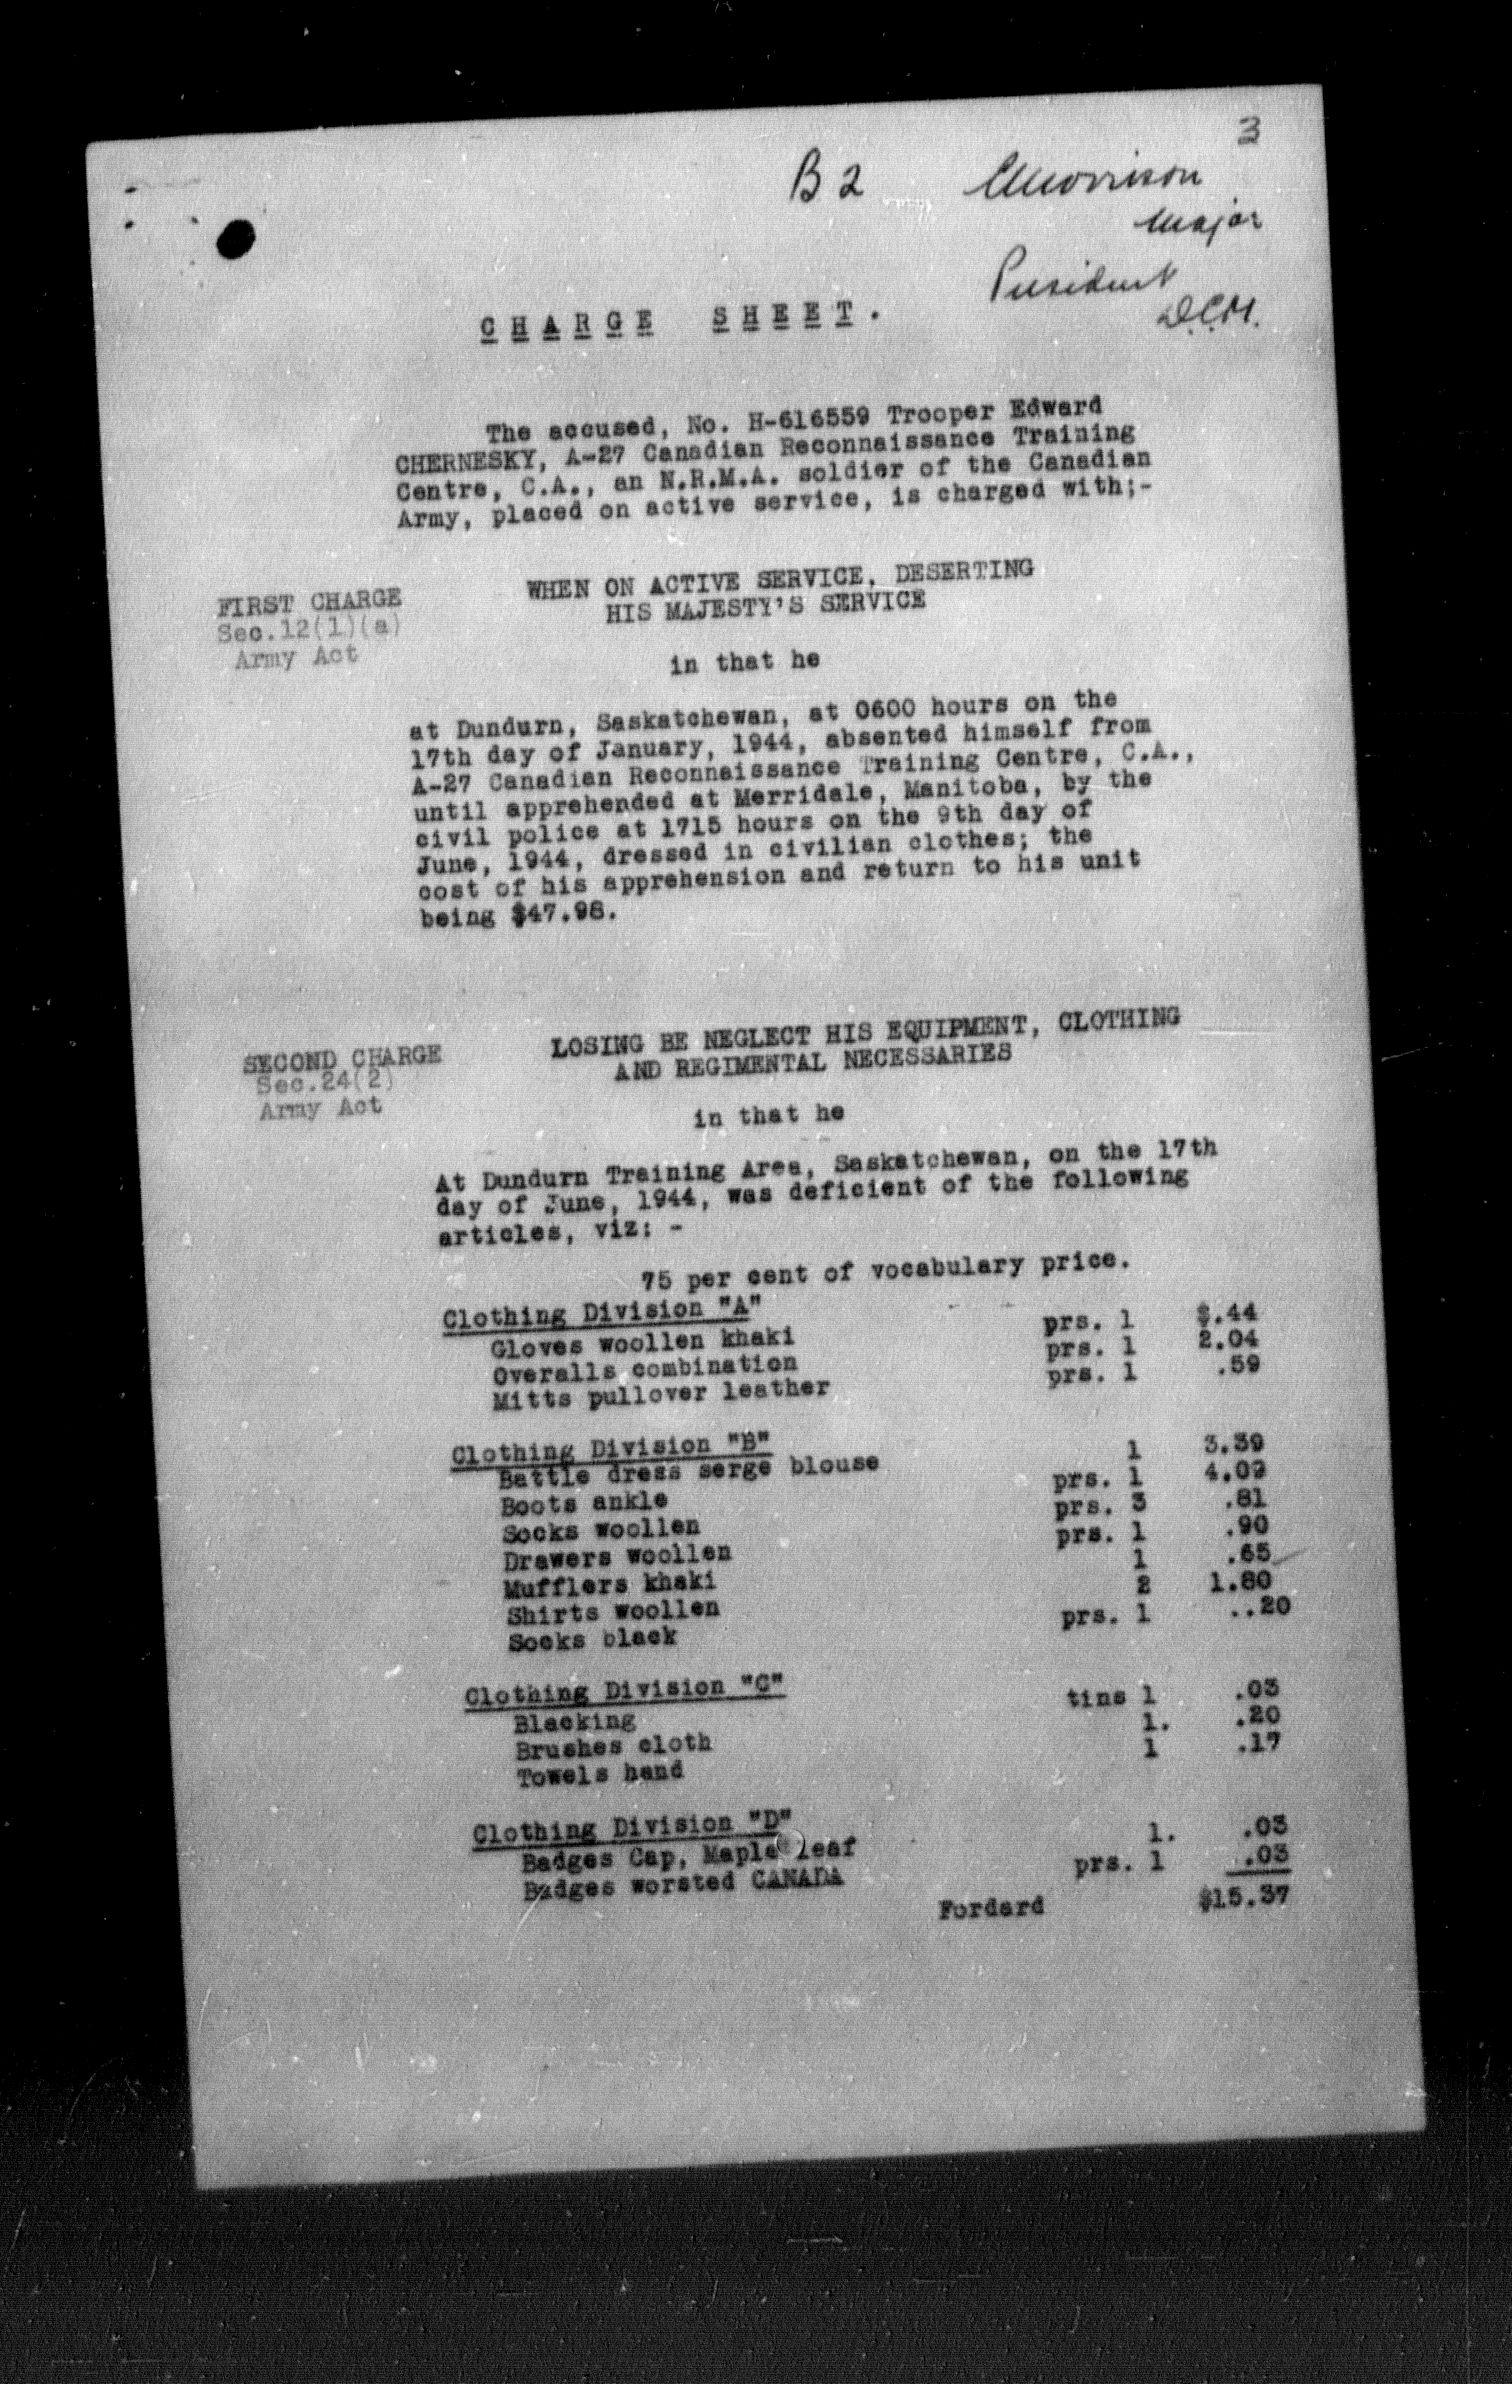 3
B 2 CMorrison
Major
President
D.C.M.
CHARGE SHEET.
The accused, No. H-616559 Trooper Edward
CHERNESKY, A-27 Canadian Reconnaissance Training
Centre, C.A., an N.R.M.A. soldier of the Canadian
Army, placed on active service, is charged with;-
FIRST CHARGE
Sec.12(1)(a)
Army Act
WHEN ON ACTIVE SERVICE, DESERTING
HIS MAJESTY'S SERVICE
in that he
at Dundurn, Saskatchewan, at 0600 hours on the
17th day of January, 1944, absented himself from
A-27 Canadian Reconnaissance Training Centre, C.A.,
until apprehended at Merridale, Manitoba, by the
civil police at 1715 hours on the 9th day of
June, 1944, dressed in civilian clothes; the
cost of his apprehension and return to his unit
being $47.98.
SECOND CHARGE
Sec.24(2)
Army Act
LOSING BE NEGLECT HIS EQUIPMENT, CLOTHING
AND REGIMENTAL NECESSARIES
in that he
At Dundurn Training Area, Saskatchewan, on the 17th
day of June, 1944, was deficient of the following
articles, viz; -
75 per cent of vocabulary price.
Clothing Division "A"
Gloves woollen khaki prs. 1 $.44
Overalls combination prs. 1 2.04
Mitts pullover leather prs. 1 .59
Clothing Division "B"
Battle dress serge blouse 1 3.39
Boots ankle prs. 1 4.09
Socks woollen prs. 3 .81
Drawers woollen prs. 1 .90
Mufflers khaki 1 .65
Shirts woollen 2 1.80
Socks black prs. 1 ..20
Clothing Division "C"
Blacking tins 1 .03
Brushes cloth 1. .20
Towels hand 1 .17
Clothing Division "D"
Badges Cap, Maple leaf 1. .03
Badges worsted CANADA prs. 1 .03
Fordard $15.37